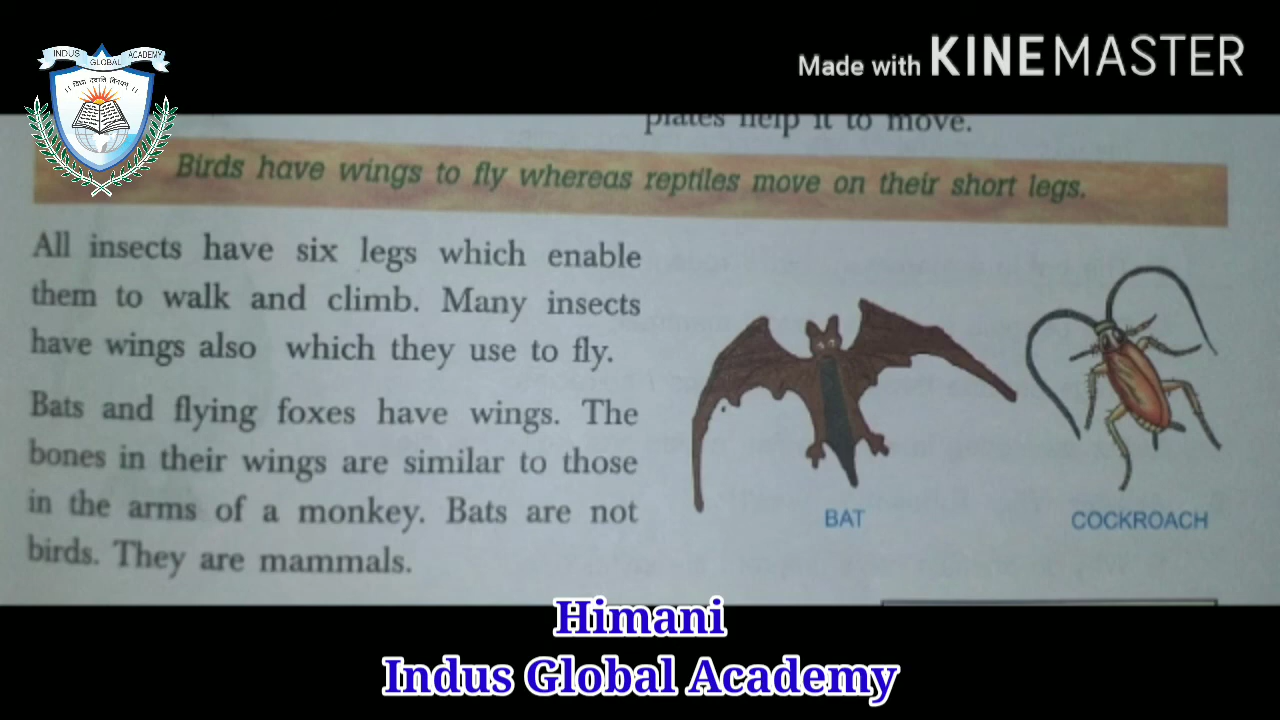 INDUS GLOBAL ACADEMY
Made with KINEMASTER
plates help it to move.
Birds have wings to fly whereas reptiles move on their short legs.
All insects have six legs which enable
them to walk and climb. Many insects
have wings also which they use to fly.
Bats and flying foxes have wings. The
bones in their wings are similar to those
in the arms of a monkey. Bats are not
birds. They are mammals.
BAT
COCKROACH
Himani
Indus Global Academy